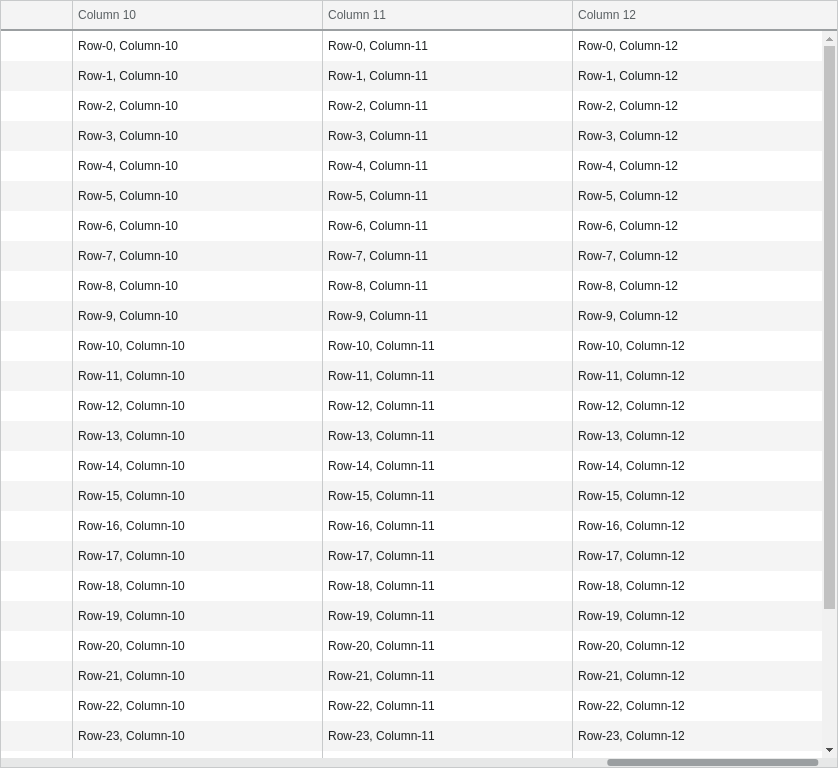 Column 10 Column 11 Column 12
Row-0, Column-10 Row-0, Column-11 Row-0, Column-12
Row-1, Column-10 Row-1, Column-11 Row-1, Column-12
Row-2, Column-10 Row-2, Column-11 Row-2, Column-12
Row-3, Column-10 Row-3, Column-11 Row-3, Column-12
Row-4, Column-10 Row-4, Column-11 Row-4, Column-12
Row-5, Column-10 Row-5, Column-11 Row-5, Column-12
Row-6, Column-10 Row-6, Column-11 Row-6, Column-12
Row-7, Column-10 Row-7, Column-11 Row-7, Column-12
Row-8, Column-10 Row-8, Column-11 Row-8, Column-12
Row-9, Column-10 Row-9, Column-11 Row-9, Column-12
Row-10, Column-10 Row-10, Column-11 Row-10, Column-12
Row-11, Column-10 Row-11, Column-11 Row-11, Column-12
Row-12, Column-10 Row-12, Column-11 Row-12, Column-12
Row-13, Column-10 Row-13, Column-11 Row-13, Column-12
Row-14, Column-10 Row-14, Column-11 Row-14, Column-12
Row-15, Column-10 Row-15, Column-11 Row-15, Column-12
Row-16, Column-10 Row-16, Column-11 Row-16, Column-12
Row-17, Column-10 Row-17, Column-11 Row-17, Column-12
Row-18, Column-10 Row-18, Column-11 Row-18, Column-12
Row-19, Column-10 Row-19, Column-11 Row-19, Column-12
Row-20, Column-10 Row-20, Column-11 Row-20, Column-12
Row-21, Column-10 Row-21, Column-11 Row-21, Column-12
Row-22, Column-10 Row-22, Column-11 Row-22, Column-12
Row-23, Column-10 Row-23, Column-11 Row-23, Column-12